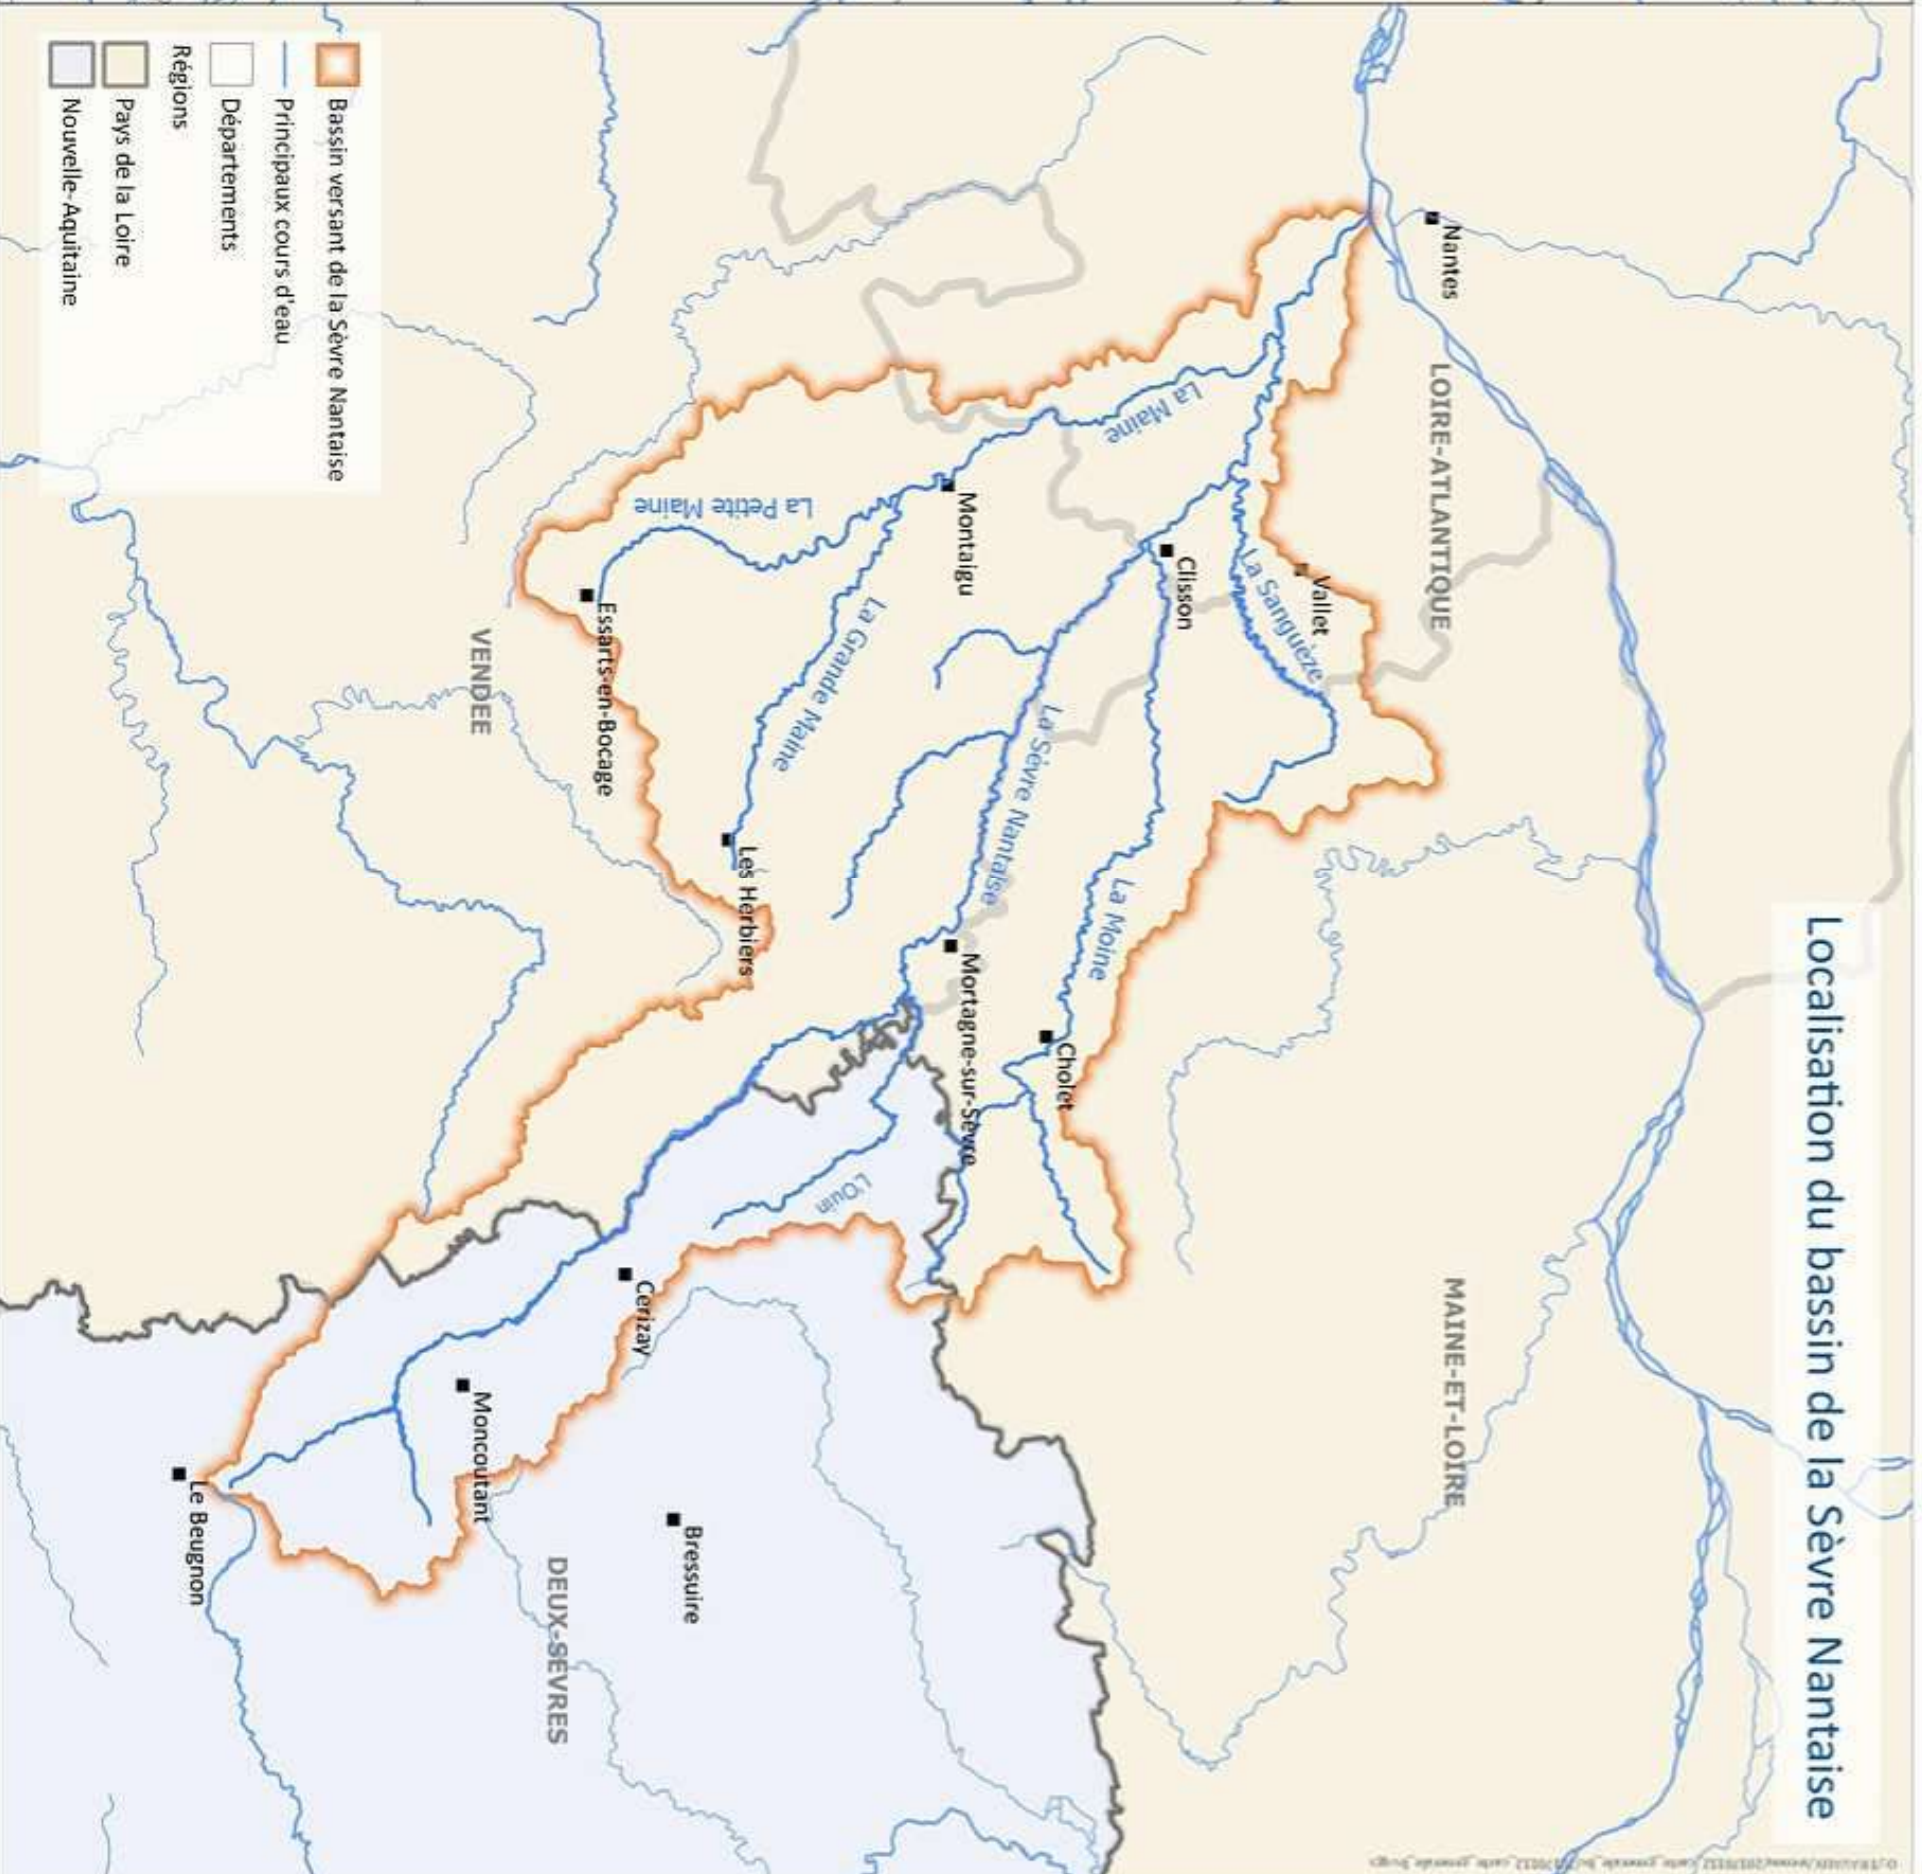 Localisation du bassin de la Sèvre Nantaise
Nantes
LOIRE-ATLANTIQUE
MAINE-ET-LOIRE
Vallet
La Sanguèze
La Maine
Clisson
La Moine
Cholet
Montaigu
La Sèvre Nantaise
Mortagne-sur-Sèvre
La Petite Maine
La Grande Maine
L'Ouin
Les Herbiers
Essarts-en-Bocage
VENDEE
Cerizay
Bressuire
Moncoutant
DEUX-SEVRES
Le Beugnon
Bassin versant de la Sèvre Nantaise
Principaux cours d'eau
Départements
Régions
Pays de la Loire
Nouvelle-Aquitaine